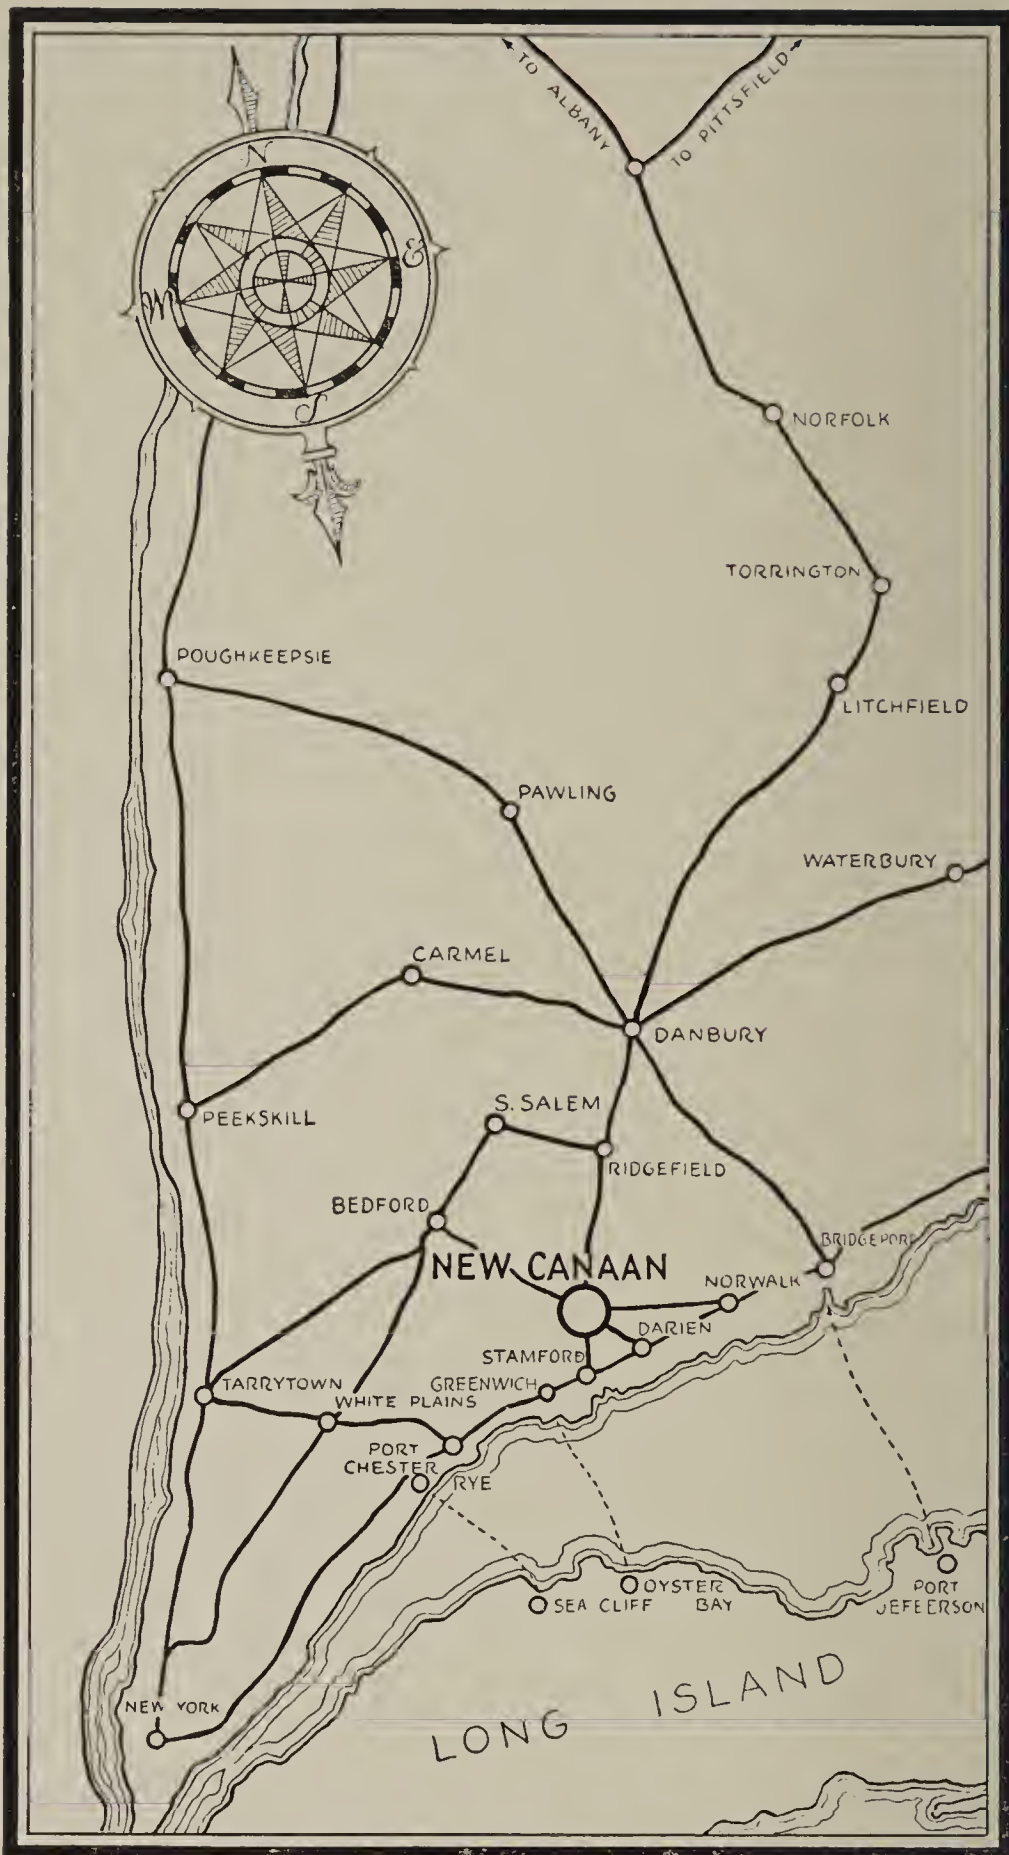 TO ALBANY
TO PITTSFIELD
N
E
W
S
NORFOLK
TORRINGTON
POUGHKEEPSIE
LITCHFIELD
PAWLING
WATERBURY
CARMEL
DANBURY
S. SALEM
PEEKSKILL
RIDGEFIELD
BEDFORD
BRIDGEPORT
NEW CANAAN
NORWALK
DARIEN
STAMFORD
TARRYTOWN
GREENWICH
WHITE PLAINS
PORT
CHESTER
RYE
OYSTER
BAY
SEA CLIFF
PORT
JEFEERSON
LONG ISLAND
NEW YORK